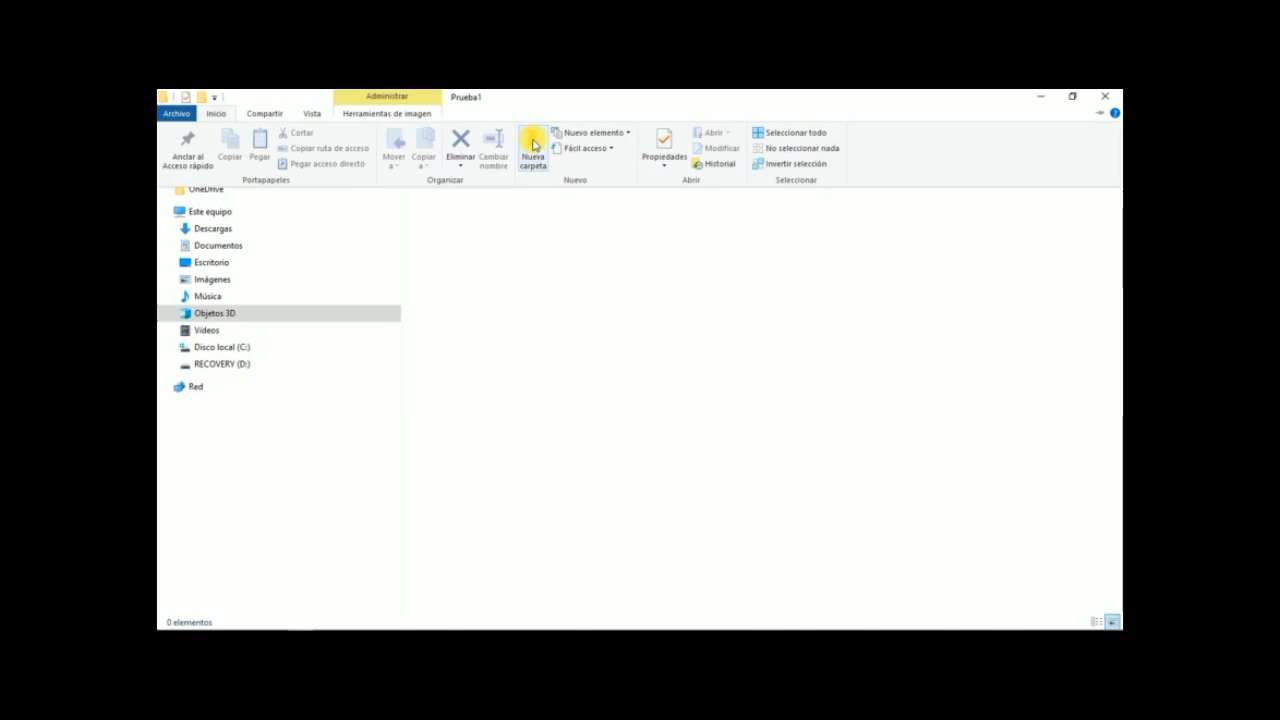 Administrar
Prueba1
Archivo Inicio Compartir Vista Herramientas de imagen
Anclar al Acceso rápido
Copiar
Pegar
Cortar
Copiar ruta de acceso
Pegar acceso directo
Portapapeles
Mover a
Copiar a
Eliminar
Cambiar nombre
Organizar
Nueva carpeta
Nuevo elemento
Fácil acceso
Nuevo
Propiedades
Abrir
Modificar
Historial
Abrir
Seleccionar todo
No seleccionar nada
Invertir selección
Seleccionar
OneDrive
Este equipo
Descargas
Documentos
Escritorio
Imágenes
Música
Objetos 3D
Videos
Disco local (C:)
RECOVERY (D:)
Red
0 elementos